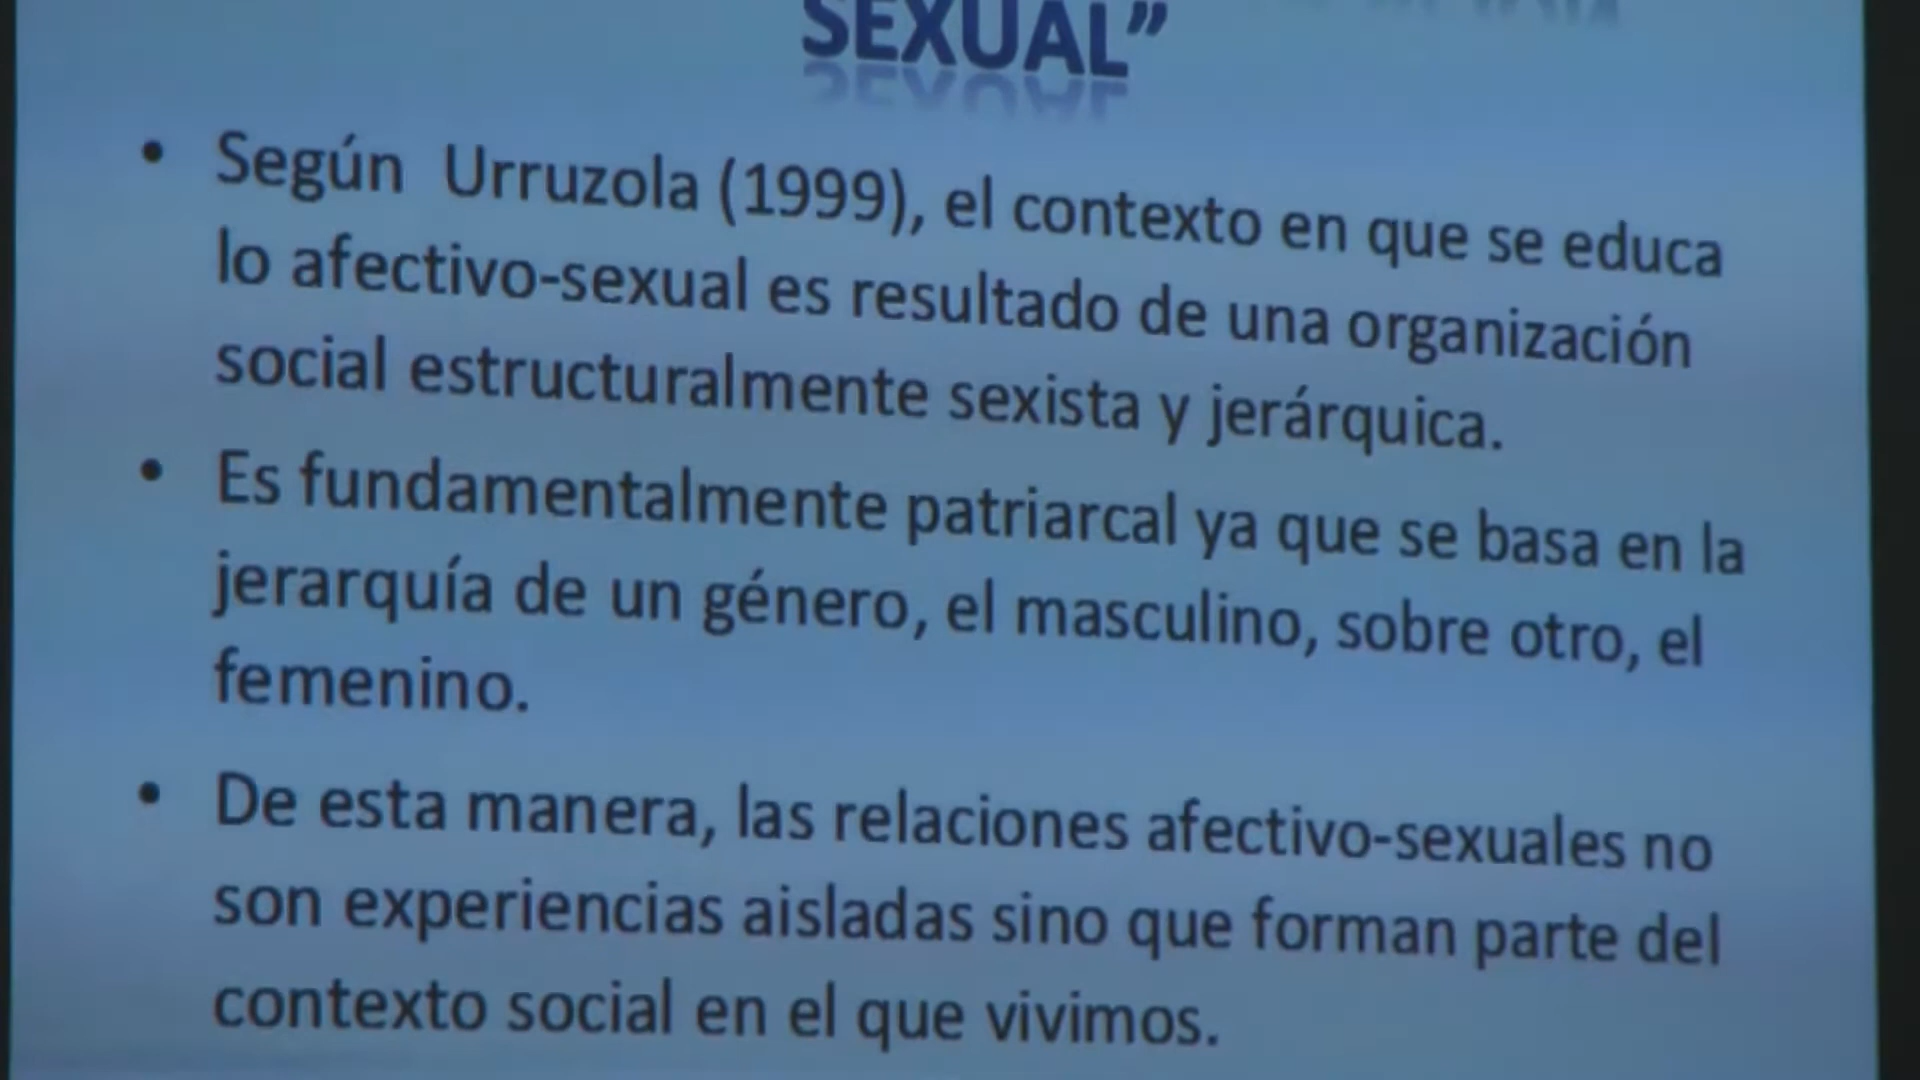 SEXUAL”
• Según Urruzola (1999), el contexto en que se educa
lo afectivo-sexual es resultado de una organización
social estructuralmente sexista y jerárquica.
• Es fundamentalmente patriarcal ya que se basa en la
jerarquía de un género, el masculino, sobre otro, el
femenino.
• De esta manera, las relaciones afectivo-sexuales no
son experiencias aisladas sino que forman parte del
contexto social en el que vivimos.